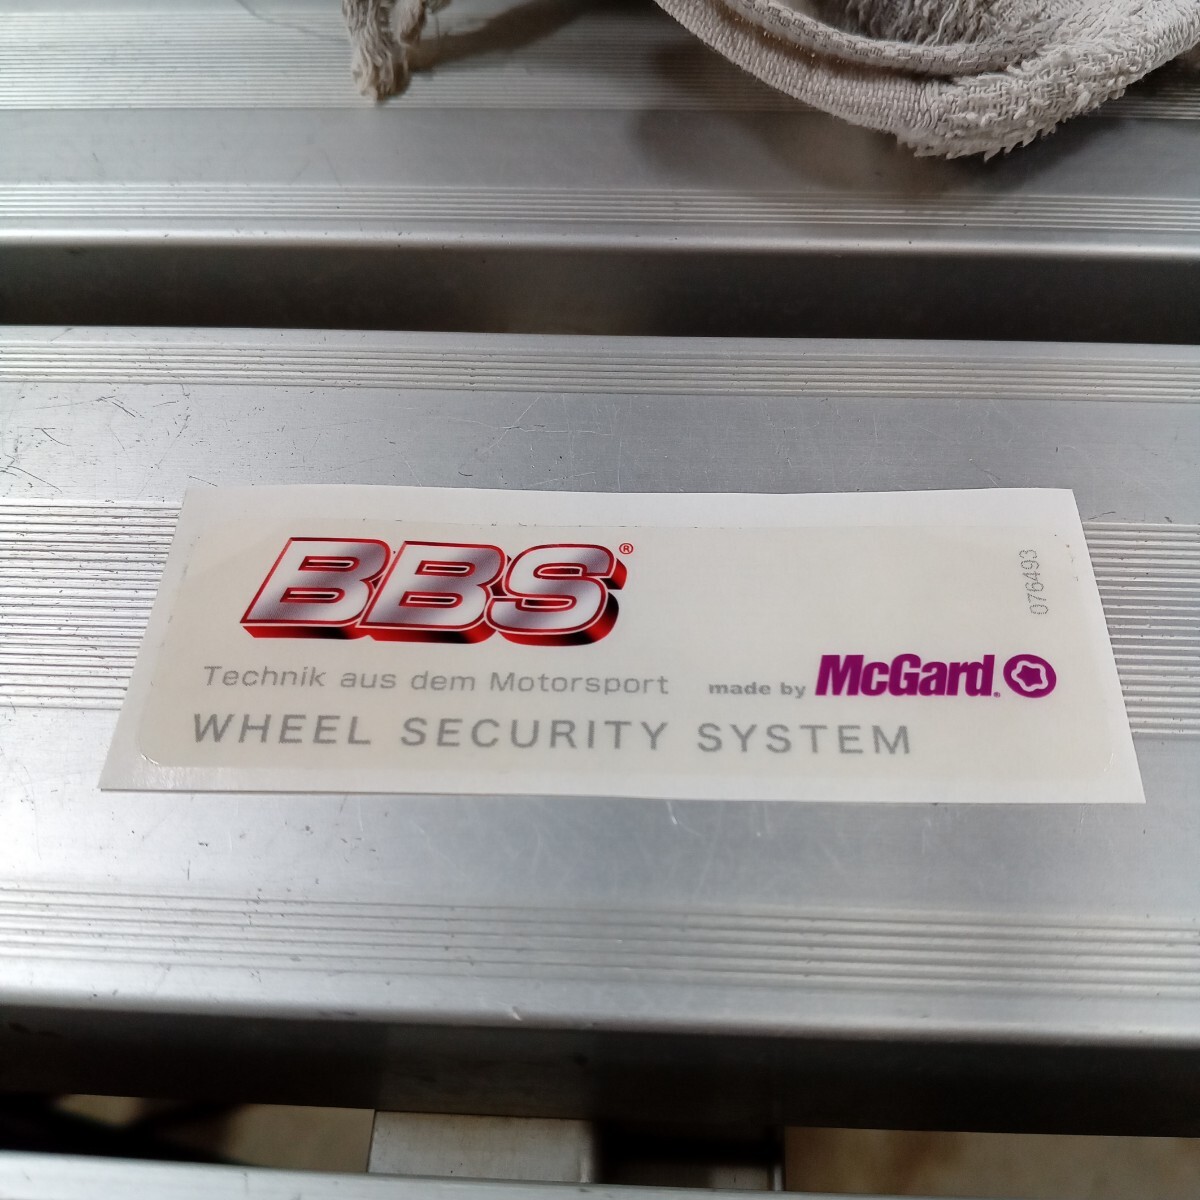 BBS®
076493
Technik aus dem Motorsport
made by McGard®
WHEEL SECURITY SYSTEM